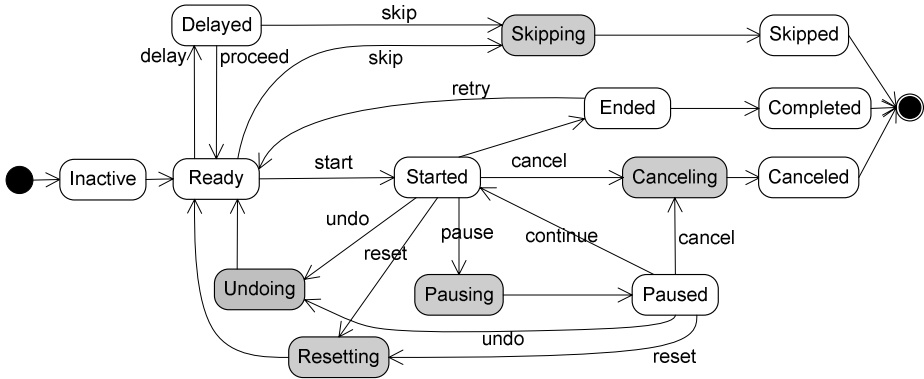 skip
Delayed
Skipping
Skipped
delay
proceed
skip
retry
Ended
Completed
start
cancel
Inactive
Ready
Started
Canceling
Canceled
undo
reset
pause
continue
cancel
Undoing
Pausing
Paused
undo
Resetting
reset